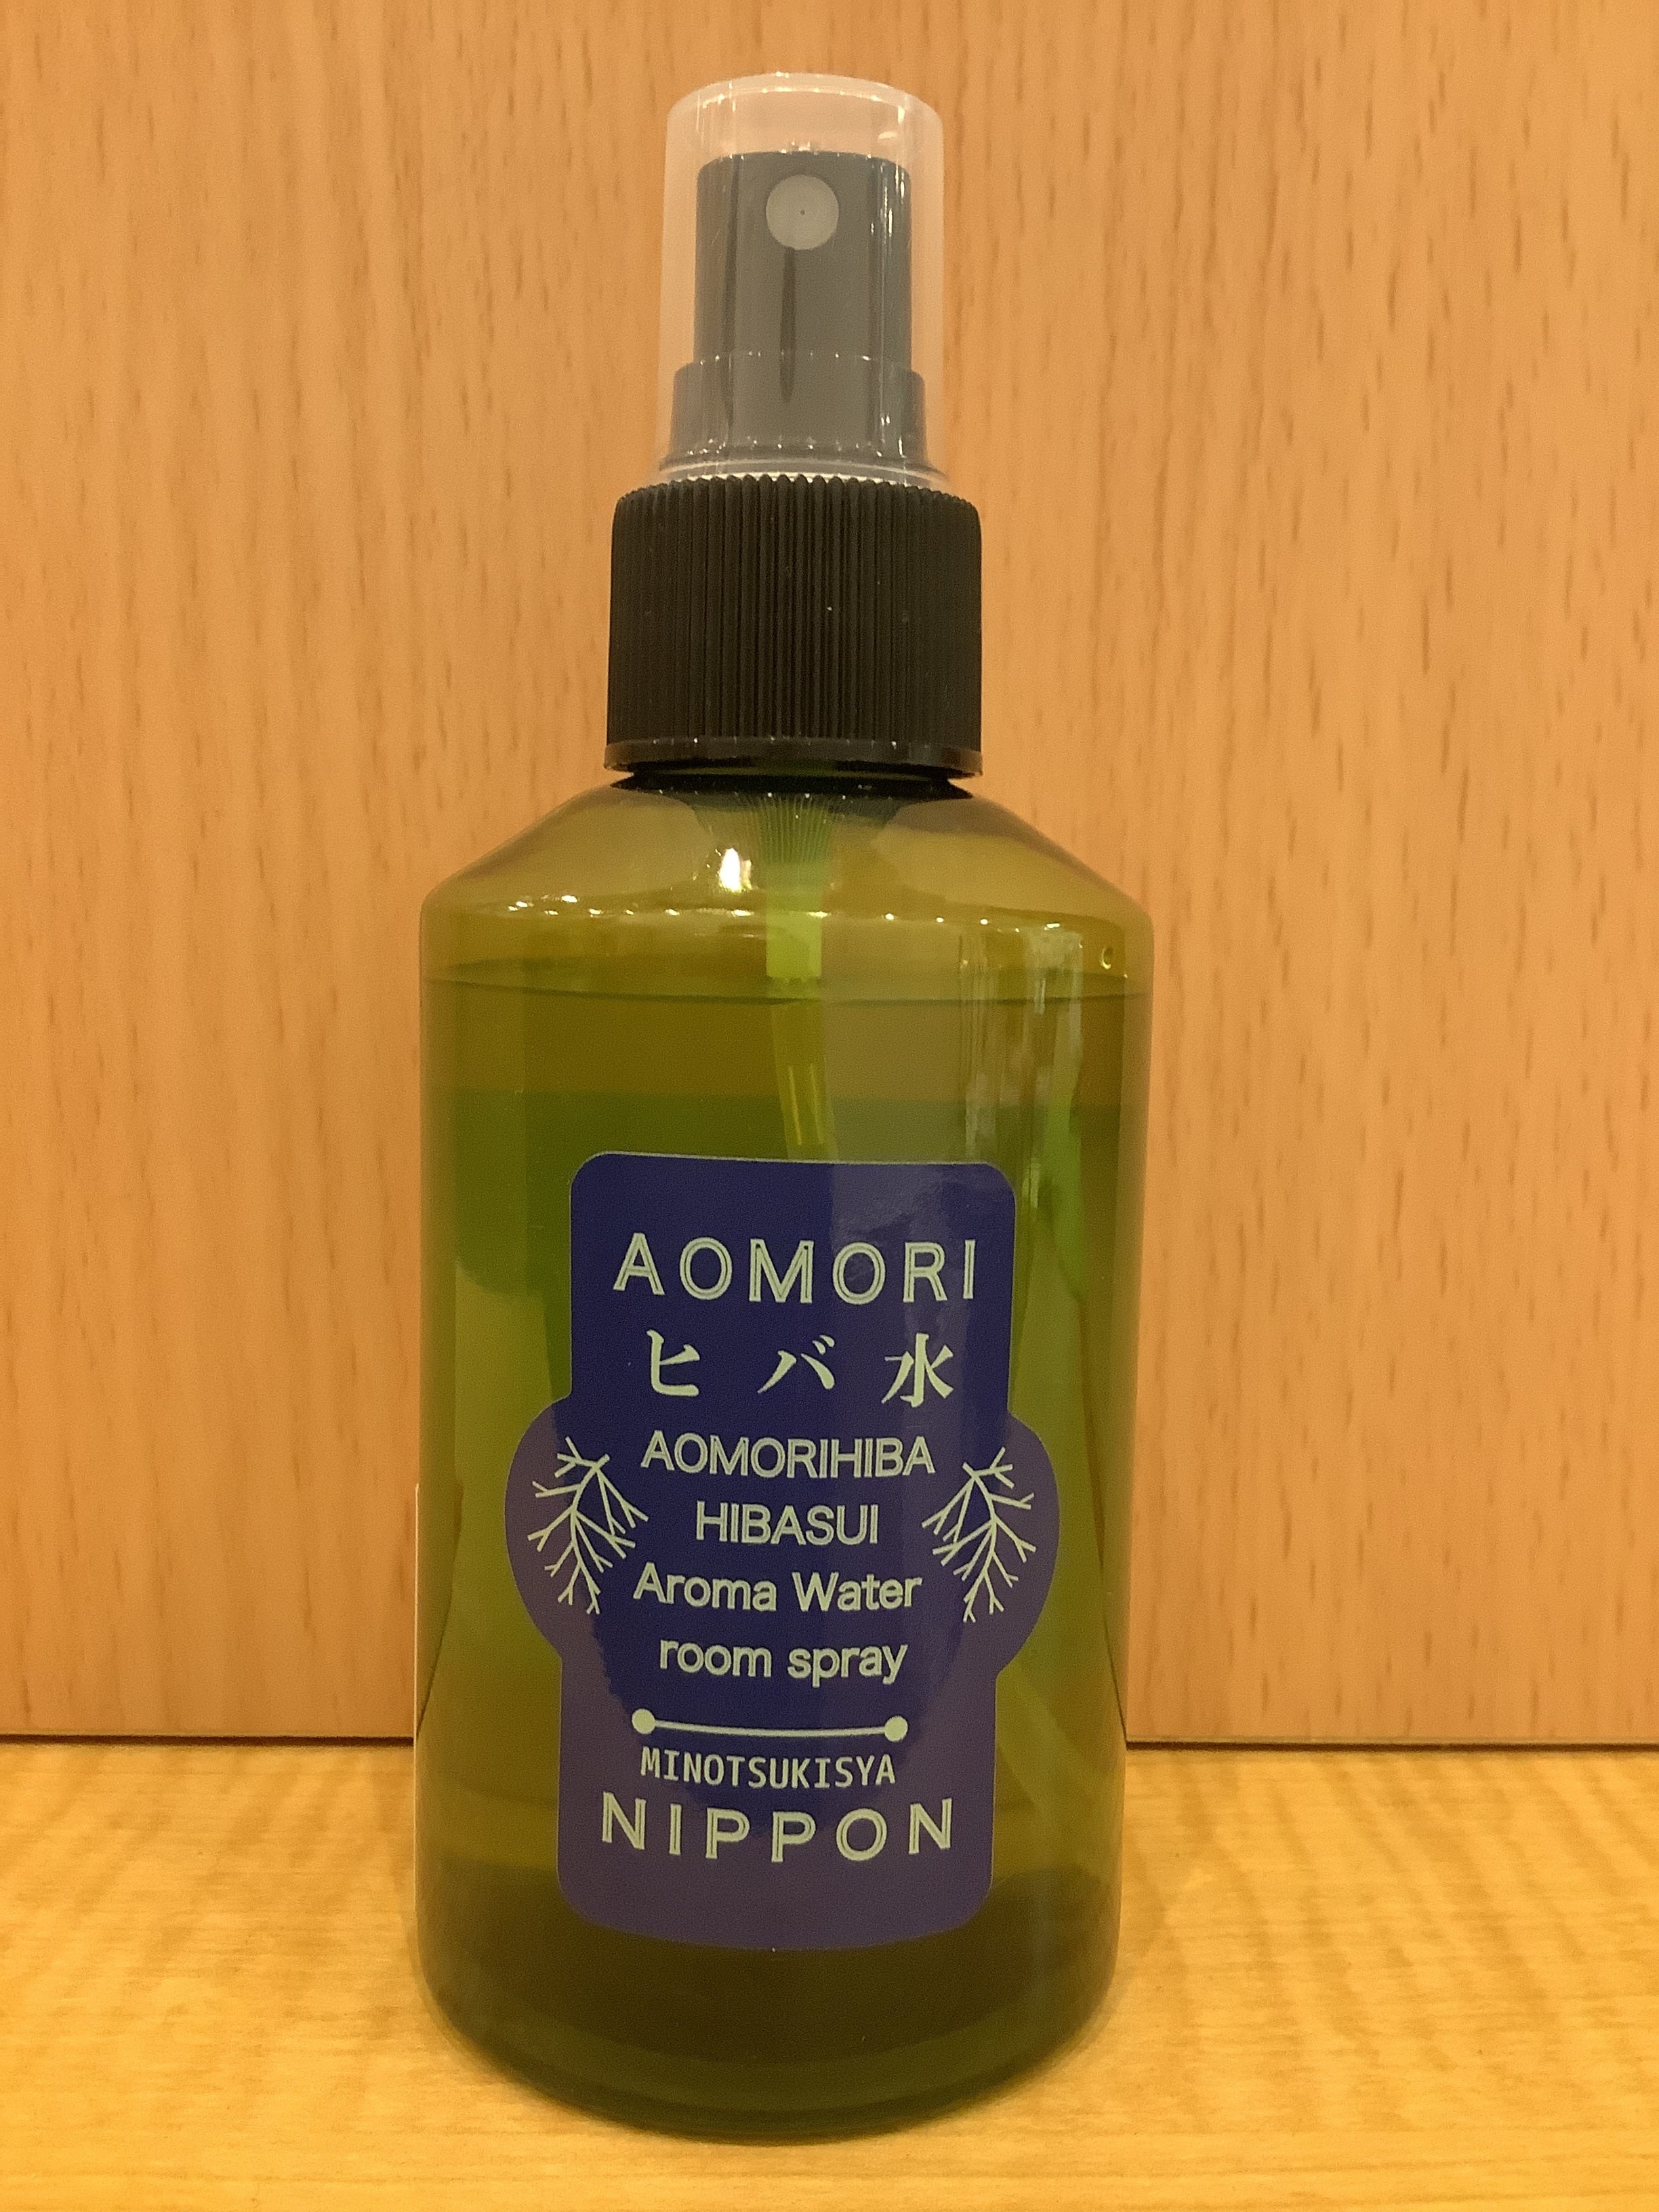 AOMORI
ヒバ水
AOMORIHIBA
HIBASUI
Aroma Water
room spray
MINOTSUKISYA
NIPPON